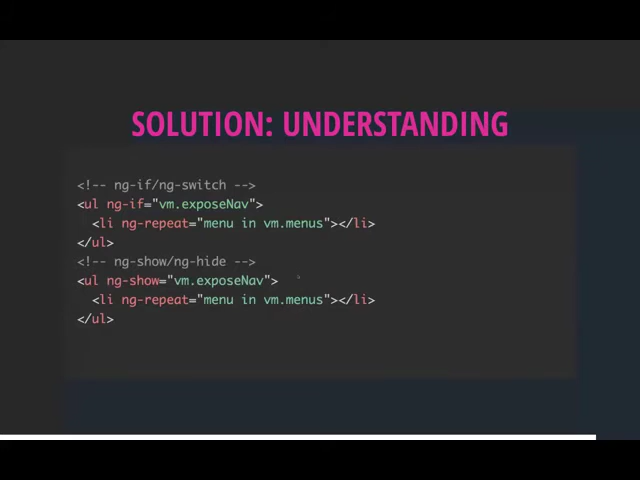 SOLUTION: UNDERSTANDING
<!-- ng-if/ng-switch -->
<ul ng-if="vm.exposeNav">
  <li ng-repeat="menu in vm.menus"></li>
</ul>
<!-- ng-show/ng-hide -->
<ul ng-show="vm.exposeNav">
  <li ng-repeat="menu in vm.menus"></li>
</ul>